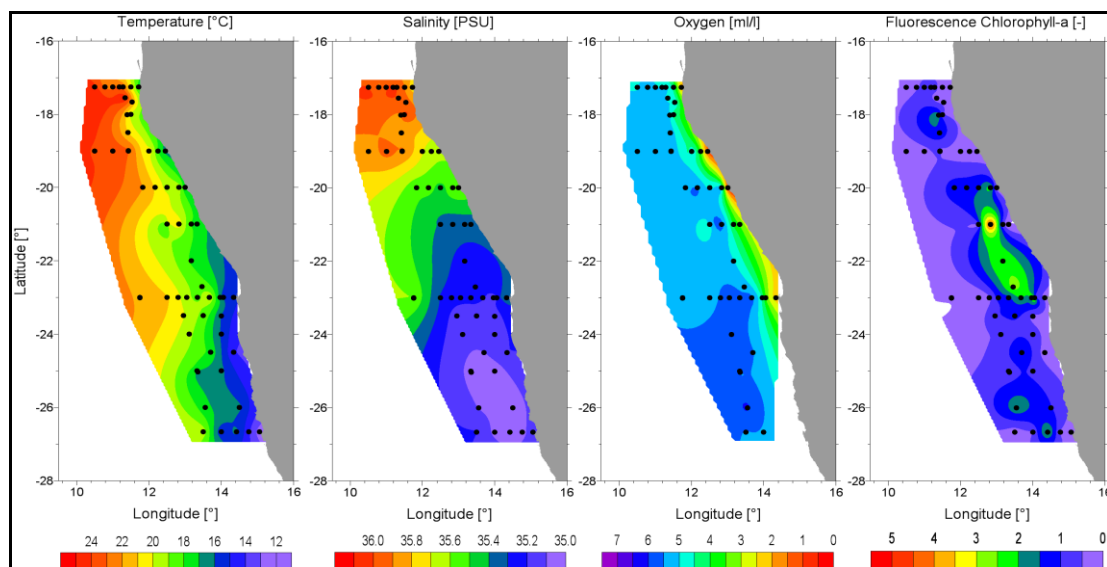 Temperature [°C]
Salinity [PSU]
Oxygen [ml/l]
Fluorescence Chlorophyll-a [-]
Latitude [°]
-16
-18
-20
-22
-24
-26
-28
10 12 14 16
Longitude [°]
-16
-18
-20
-22
-24
-26
-28
10 12 14 16
Longitude [°]
-16
-18
-20
-22
-24
-26
-28
10 12 14 16
Longitude [°]
-16
-18
-20
-22
-24
-26
-28
10 12 14 16
Longitude [°]
24 22 20 18 16 14 12
36.0 35.8 35.6 35.4 35.2 35.0
7 6 5 4 3 2 1 0
5 4 3 2 1 0